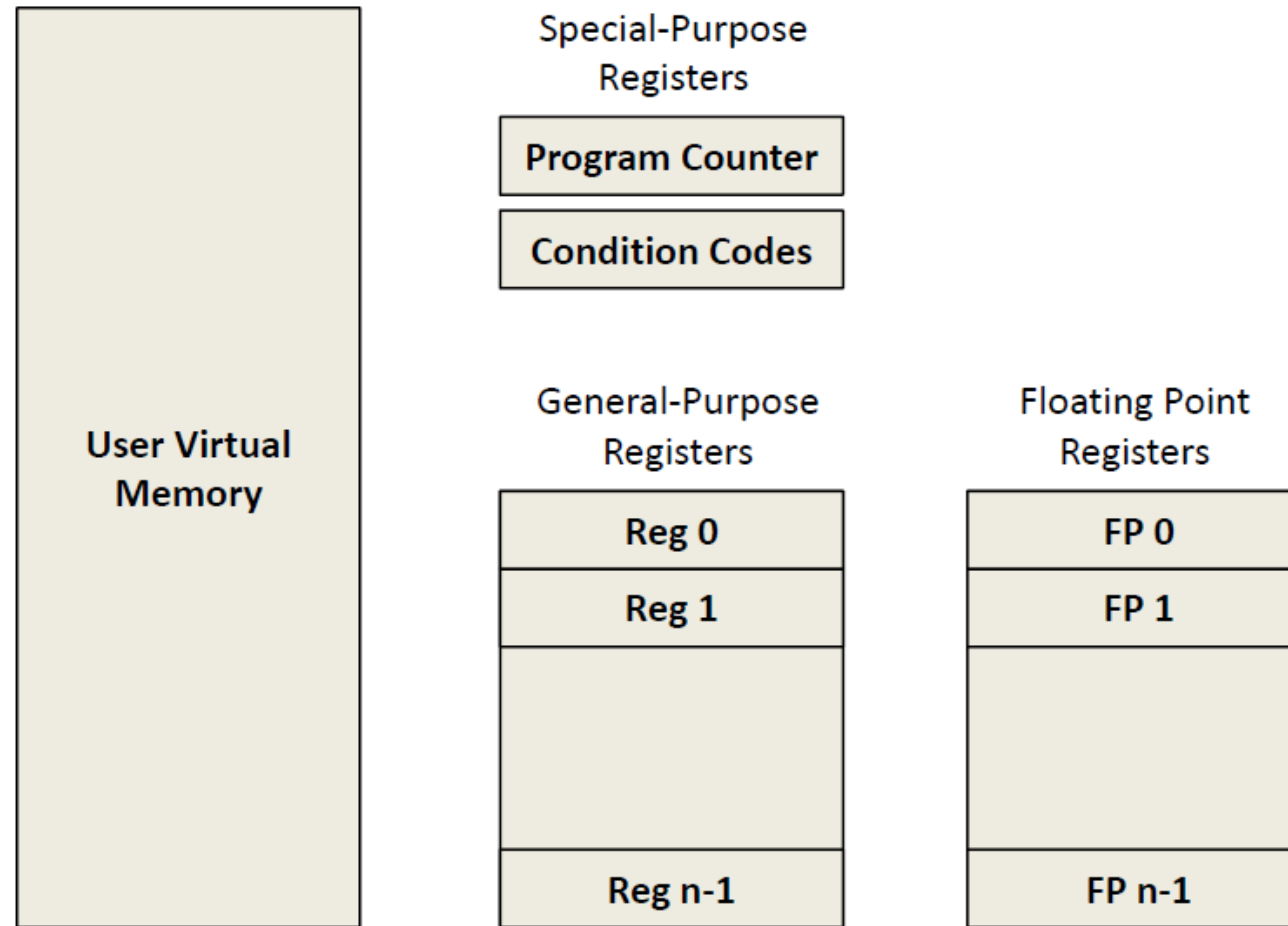 User Virtual
Memory
Special-Purpose
Registers
Program Counter
Condition Codes
General-Purpose
Registers
Reg 0
Reg 1
Reg n-1
Floating Point
Registers
FP 0
FP 1
FP n-1